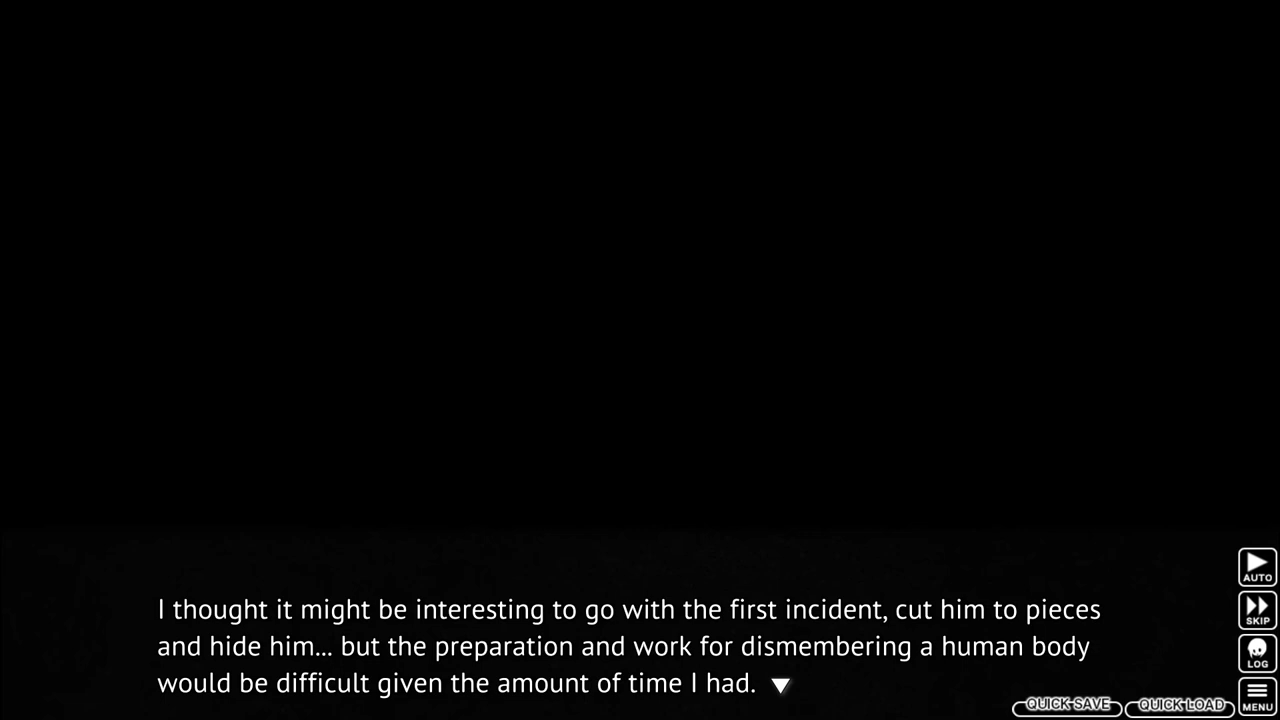 I thought it might be interesting to go with the first incident, cut him to pieces
and hide him... but the preparation and work for dismembering a human body
would be difficult given the amount of time I had.
AUTO
SKIP
LOG
MENU
QUICK SAVE
QUICK LOAD